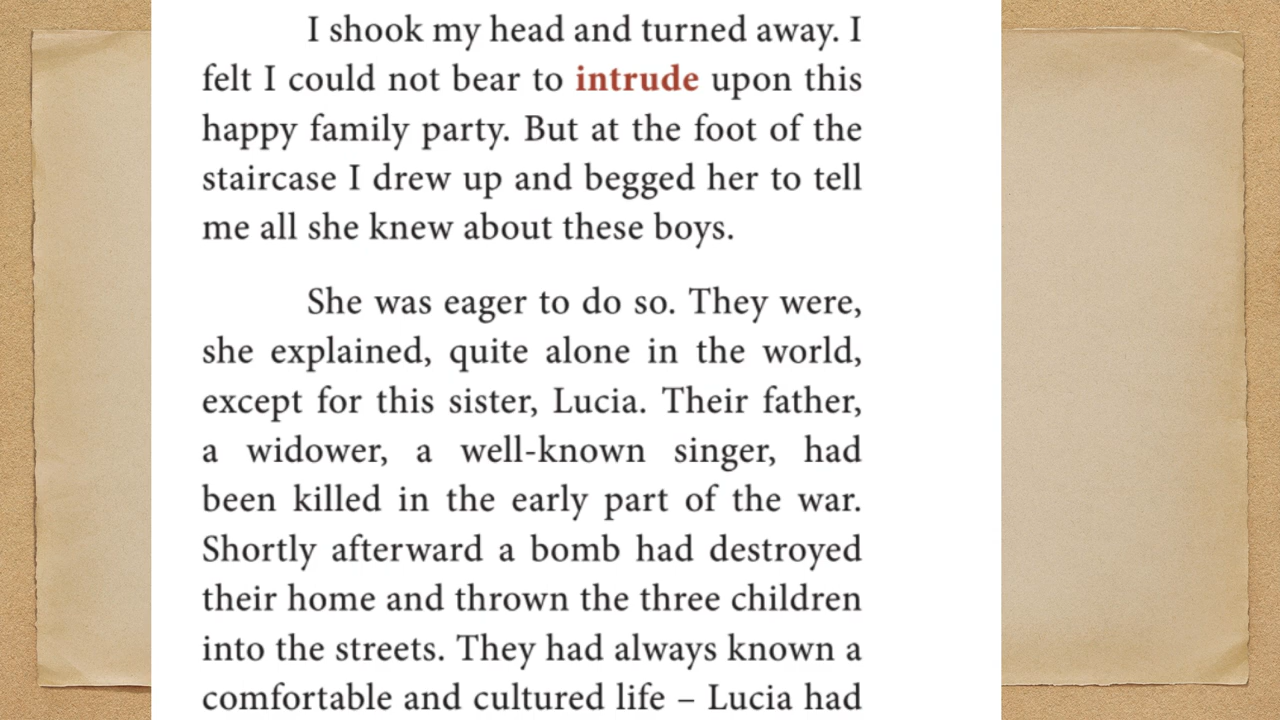 I shook my head and turned away. I
felt I could not bear to intrude upon this
happy family party. But at the foot of the
staircase I drew up and begged her to tell
me all she knew about these boys.
She was eager to do so. They were,
she explained, quite alone in the world,
except for this sister, Lucia. Their father,
a widower, a well-known singer, had
been killed in the early part of the war.
Shortly afterward a bomb had destroyed
their home and thrown the three children
into the streets. They had always known a
comfortable and cultured life – Lucia had